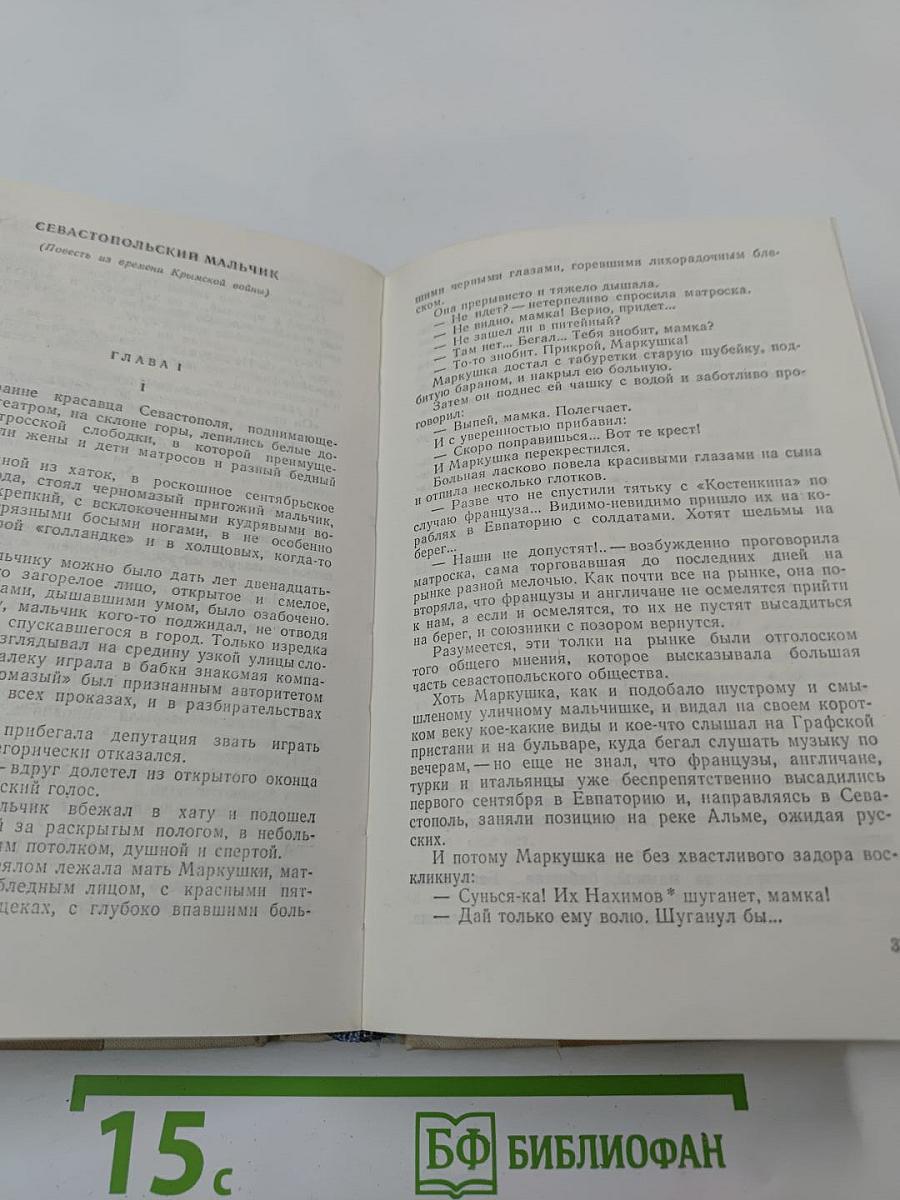 СЕВАСТОПОЛЬСКИЙ МАЛЬЧИК
(Повесть из времени Крымской войны)
ГЛАВА I
I
раине красавца Севастополя, поднимающе-
театром, на склоне горы, лепились белые до-
тросской слободки, в которой преимуще-
ли жены и дети матросов и разный бедный
ной из хаток, в роскошное сентябрьское
ода, стоял черномазый пригожий мальчик,
крепкий, с всклокоченными кудрявыми во-
грязными босыми ногами, в не особенно
рой «голландке» и в холщовых, когда-то
льчику можно было дать лет двенадцать-
го загорелое лицо, открытое и смелое,
ами, дышавшими умом, было озабочено.
у, мальчик кого-то поджидал, не отводя
спускавшегося в город. Только изредка
взглядывал на средину узкой улицы сло-
далеку играла в бабки знакомая компа-
омазый» был признанным авторитетом
всех проказах, и в разбирательствах
прибегала депутация звать играть
егорически отказался.
— вдруг долетел из открытого оконца
ский голос.
льчик вбежал в хату и подошел
й за раскрытым пологом, в неболь-
им потолком, душной и спертой.
ялом лежала мать Маркушки, мат-
бледным лицом, с красными пят-
щеках, с глубоко впавшими боль-
шими черными глазами, горевшими лихорадочным бле-
ском.
Она прерывисто и тяжело дышала.
— Не идет? — нетерпеливо спросила матроска.
— Не видно, мамка! Верно, придет...
— Не зашел ли в питейный?
— Там нет... Бегал... Тебя знобит, мамка?
— То-то знобит. Прикрой, Маркушка!
Маркушка достал с табуретки старую шубейку, под-
битую бараном, и накрыл ею больную.
Затем он поднес ей чашку с водой и заботливо про-
говорил:
— Выпей, мамка. Полегчает.
И с уверенностью прибавил:
— Скоро поправишься... Вот те крест!
И Маркушка перекрестился.
Больная ласково повела красивыми глазами на сына
и отпила несколько глотков.
— Разве что не спустили тятьку с «Костенкина» по
случаю француза... Видимо-невидимо пришло их на ко-
раблях в Евпаторию с солдатами. Хотят шельмы на
берег...
— Наши не допустят!.. — возбужденно проговорила
матроска, сама торговавшая до последних дней на
рынке разной мелочью. Как почти все на рынке, она по-
вторяла, что французы и англичане не осмелятся прийти
к нам, а если и осмелятся, то их не пустят высадиться
на берег, и союзники с позором вернутся.
Разумеется, эти толки на рынке были отголоском
того общего мнения, которое высказывала большая
часть севастопольского общества.
Хоть Маркушка, как и подобало шустрому и смы-
шленому уличному мальчишке, и видал на своем корот-
ком веку кое-какие виды и кое-что слышал на Графской
пристани и на бульваре, куда бегал слушать музыку по
вечерам, — но еще не знал, что французы, англичане,
турки и итальянцы уже беспрепятственно высадились
первого сентября в Евпаторию и, направляясь в Сева-
стополь, заняли позицию на реке Альме, ожидая рус-
ских.
И потому Маркушка не без хвастливого задора вос-
кликнул:
— Сунься-ка! Их Нахимов* шуганет, мамка!
— Дай только ему волю. Шуганул бы...
3
15 с
БФ БИБЛИОФАН